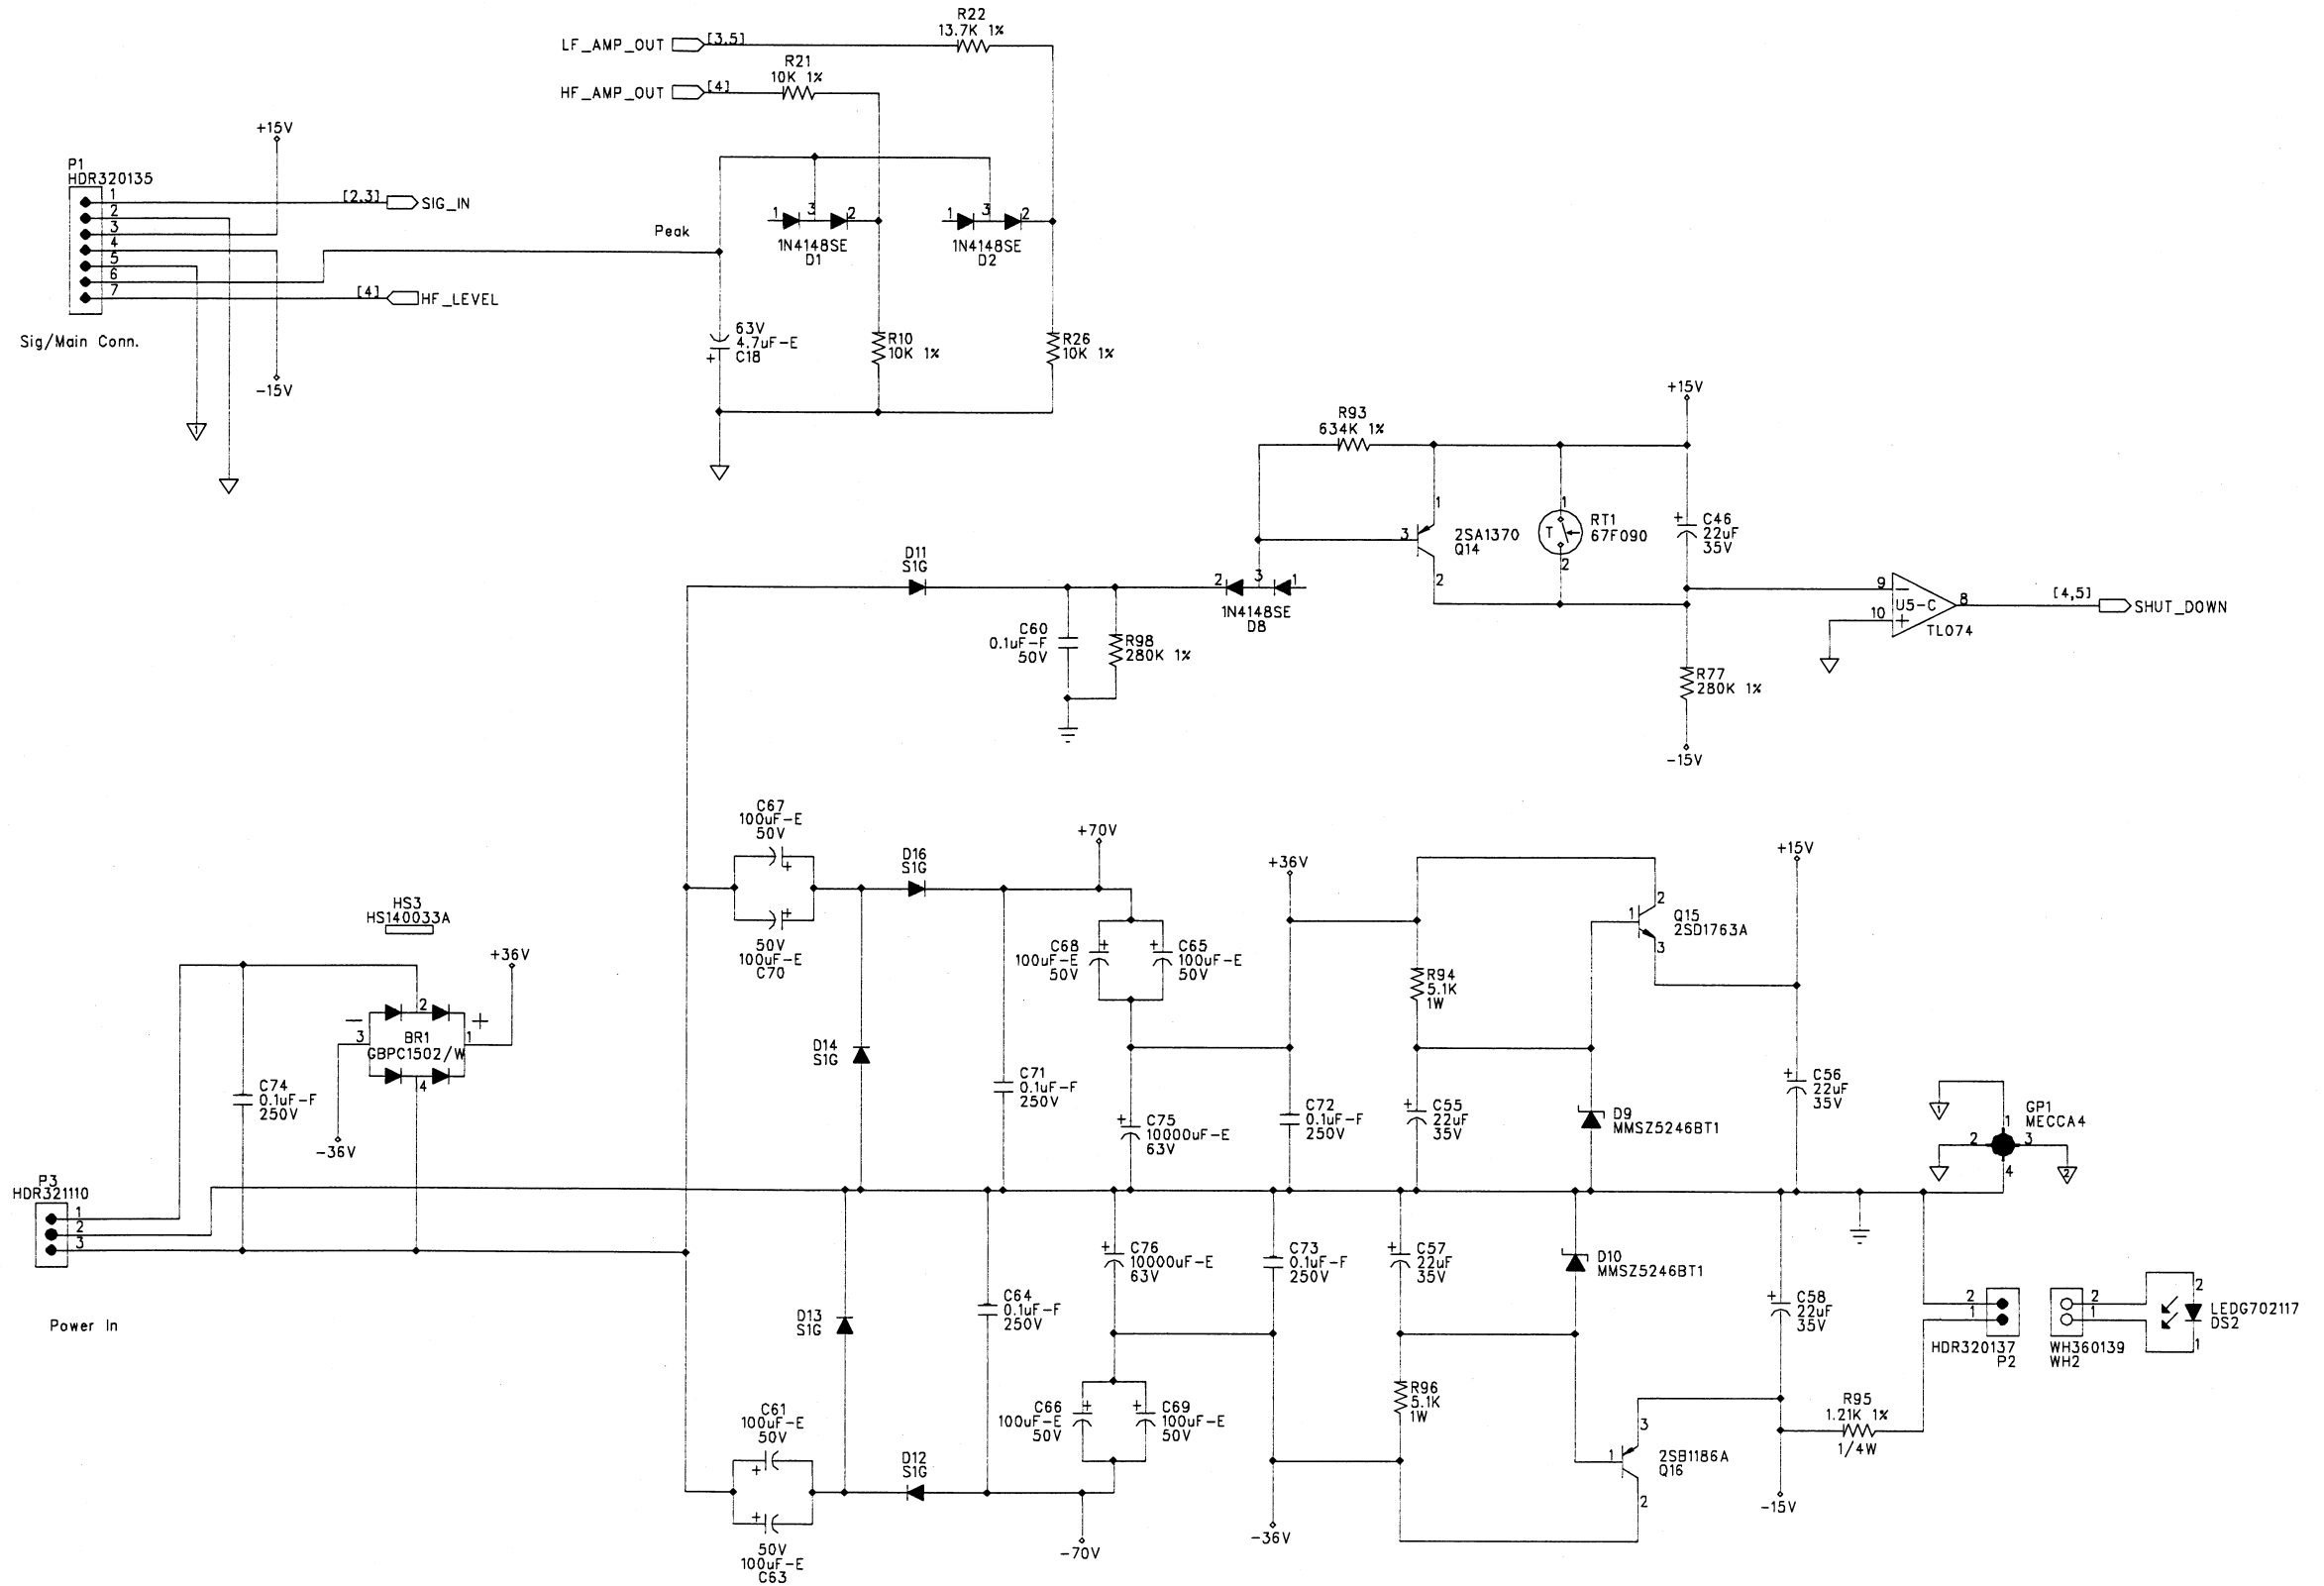 R22
13.7K 1%
LF_AMP_OUT
[3,5]
R21
10K 1%
HF_AMP_OUT
[4]
+15V
P1
HDR320135
1
2
3
4
5
6
7
[2,3]
SIG_IN
[4]
HF_LEVEL
Sig/Main Conn.
-15V
1
Peak
1
3
2
1N4148SE
D1
1
3
2
1N4148SE
D2
63V
4.7uF-E
C18
+
R10
10K 1%
R26
10K 1%
+15V
R93
634K 1%
1
3
2
2SA1370
Q14
1
T
2
RT1
67F090
+
C46
22uF
35V
D11
S1G
2
3
1
1N4148SE
D8
C60
0.1uF-F
50V
R98
280K 1%
9
10
-
+
U5-C
8
TL074
[4,5]
SHUT_DOWN
R77
280K 1%
-15V
C67
100uF-E
50V
+
+
50V
100uF-E
C70
D16
S1G
+70V
+36V
+15V
HS3
HS140033A
+36V
C68
100uF-E
50V
+
+
C65
100uF-E
50V
1
2
3
Q15
2SD1763A
R94
5.1K
1W
-
+
2
3
1
4
BR1
GBPC1502/W
C74
0.1uF-F
250V
-36V
D14
S1G
C71
0.1uF-F
250V
+
C75
10000uF-E
63V
C72
0.1uF-F
250V
+
C55
22uF
35V
D9
MMSZ5246BT1
+
C56
22uF
35V
1
GP1
MECCA4
1
2
3
4
2
P3
HDR321110
1
2
3
Power In
D13
S1G
C64
0.1uF-F
250V
+
C76
10000uF-E
63V
C73
0.1uF-F
250V
+
C57
22uF
35V
D10
MMSZ5246BT1
+
C58
22uF
35V
2
1
HDR320137
P2
2
1
WH360139
WH2
2
1
LEDG702117
DS2
C61
100uF-E
50V
+
+
50V
100uF-E
C63
D12
S1G
C66
100uF-E
50V
+
+
C69
100uF-E
50V
-70V
-36V
R96
5.1K
1W
1
3
2
2SB1186A
Q16
R95
1.21K 1%
1/4W
-15V